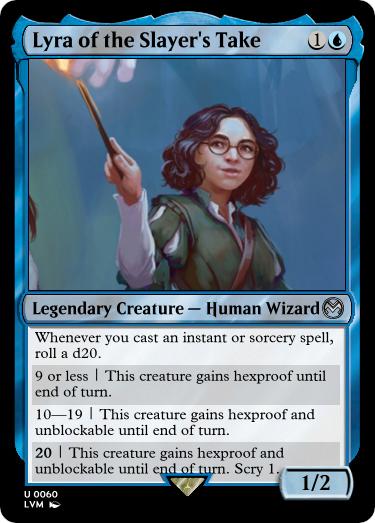 Lyra of the Slayer's Take 1
Legendary Creature — Human Wizard
Whenever you cast an instant or sorcery spell,
roll a d20.
9 or less | This creature gains hexproof until
end of turn.
10—19 | This creature gains hexproof and
unblockable until end of turn.
20 | This creature gains hexproof and
unblockable until end of turn. Scry 1.
1/2
U 0060
LVM